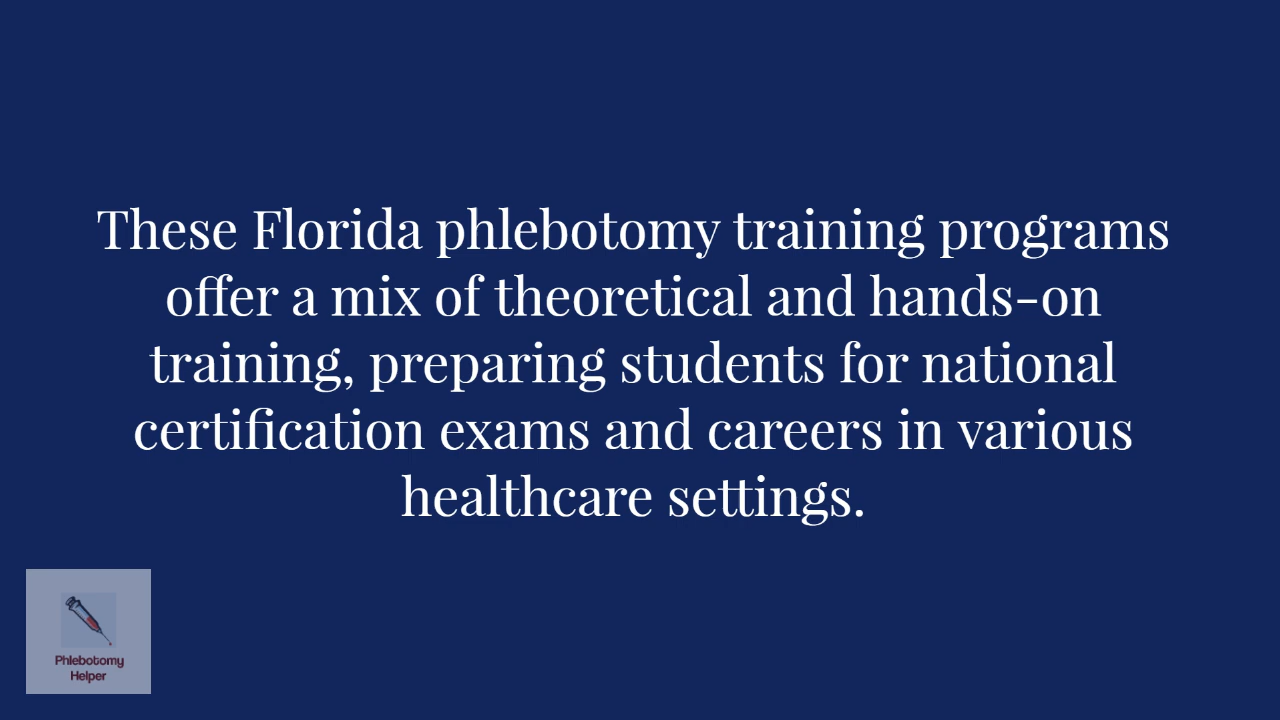 These Florida phlebotomy training programs
offer a mix of theoretical and hands-on
training, preparing students for national
certification exams and careers in various
healthcare settings.
Phlebotomy
Helper